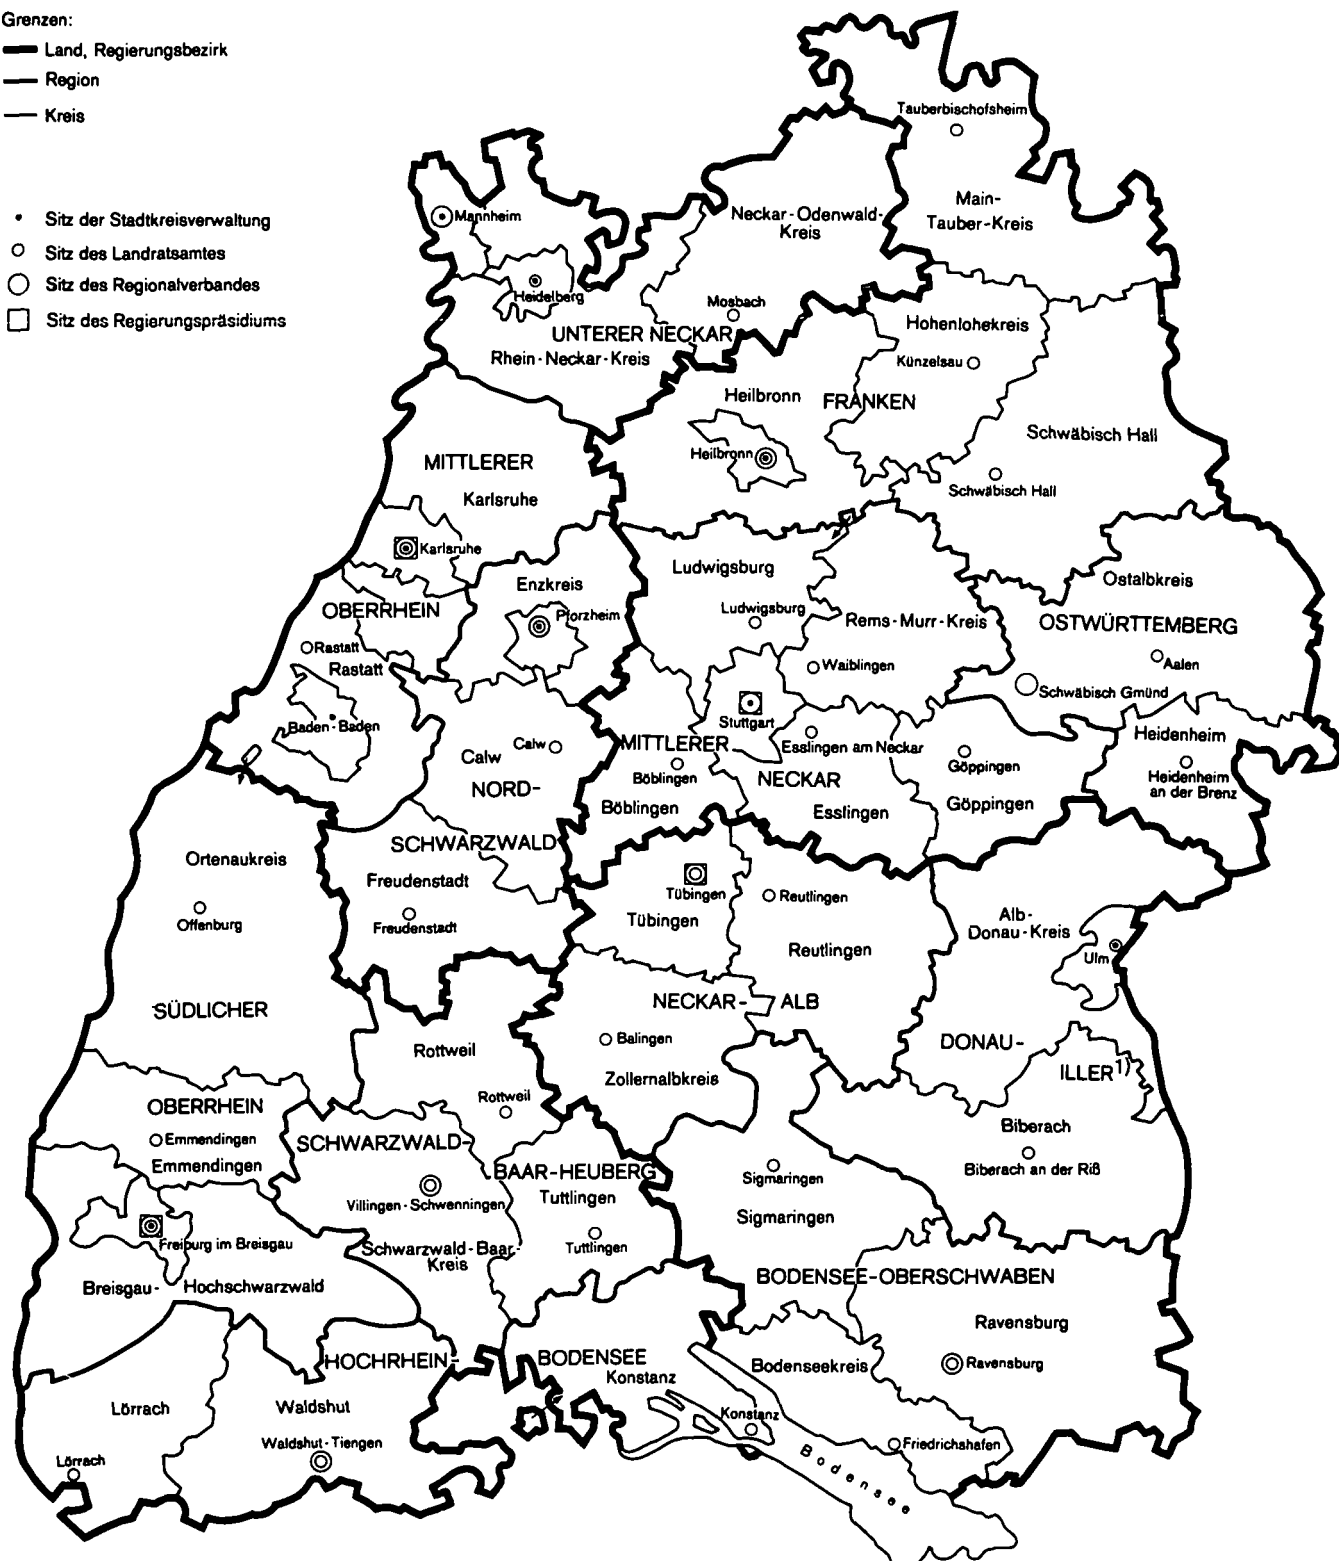 Grenzen:
Land, Regierungsbezirk
Region
Kreis
Sitz der Stadtkreisverwaltung
Sitz des Landratsamtes
Sitz des Regionalverbandes
Sitz des Regierungspräsidiums
Tauberbischofsheim
Main-
Tauber-Kreis
Mannheim
Neckar-Odenwald-
Kreis
Heidelberg
Mosbach
UNTERER NECKAR
Rhein-Neckar-Kreis
Hohenlohekreis
Künzelsau
Heilbronn
FRANKEN
Schwäbisch Hall
Heilbronn
Schwäbisch Hall
MITTLERER
Karlsruhe
Karlsruhe
Enzkreis
Pforzheim
OBERRHEIN
Rastatt
Rastatt
Baden-Baden
Ludwigsburg
Ludwigsburg
Rems-Murr-Kreis
Waiblingen
Ostalbkreis
OSTWÜRTTEMBERG
Aalen
Schwäbisch Gmünd
Stuttgart
Calw
Calw
NORD-
MITTLERER
Böblingen
Böblingen
Esslingen am Neckar
NECKAR
Esslingen
Göppingen
Göppingen
Heidenheim
Heidenheim
an der Brenz
SCHWARZWALD
Freudenstadt
Freudenstadt
Ortenaukreis
Offenburg
SÜDLICHER
Tübingen
Tübingen
Reutlingen
Reutlingen
Alb-
Donau-Kreis
Ulm
NECKAR-
ALB
Balingen
Zollernalbkreis
DONAU-
ILLER1)
Rottweil
Rottweil
OBERRHEIN
Emmendingen
Emmendingen
SCHWARZWALD-
BAAR-HEUBERG
Villingen-Schwenningen
Tuttlingen
Tuttlingen
Schwarzwald-Baar-
Kreis
Biberach
Biberach an der Riß
Sigmaringen
Sigmaringen
Freiburg im Breisgau
Breisgau-
Hochschwarzwald
BODENSEE-OBERSCHWABEN
Ravensburg
Ravensburg
HOCHRHEIN-
BODENSEE
Konstanz
Bodenseekreis
Konstanz
Friedrichshafen
Bodensee
Lörrach
Lörrach
Waldshut
Waldshut-Tiengen